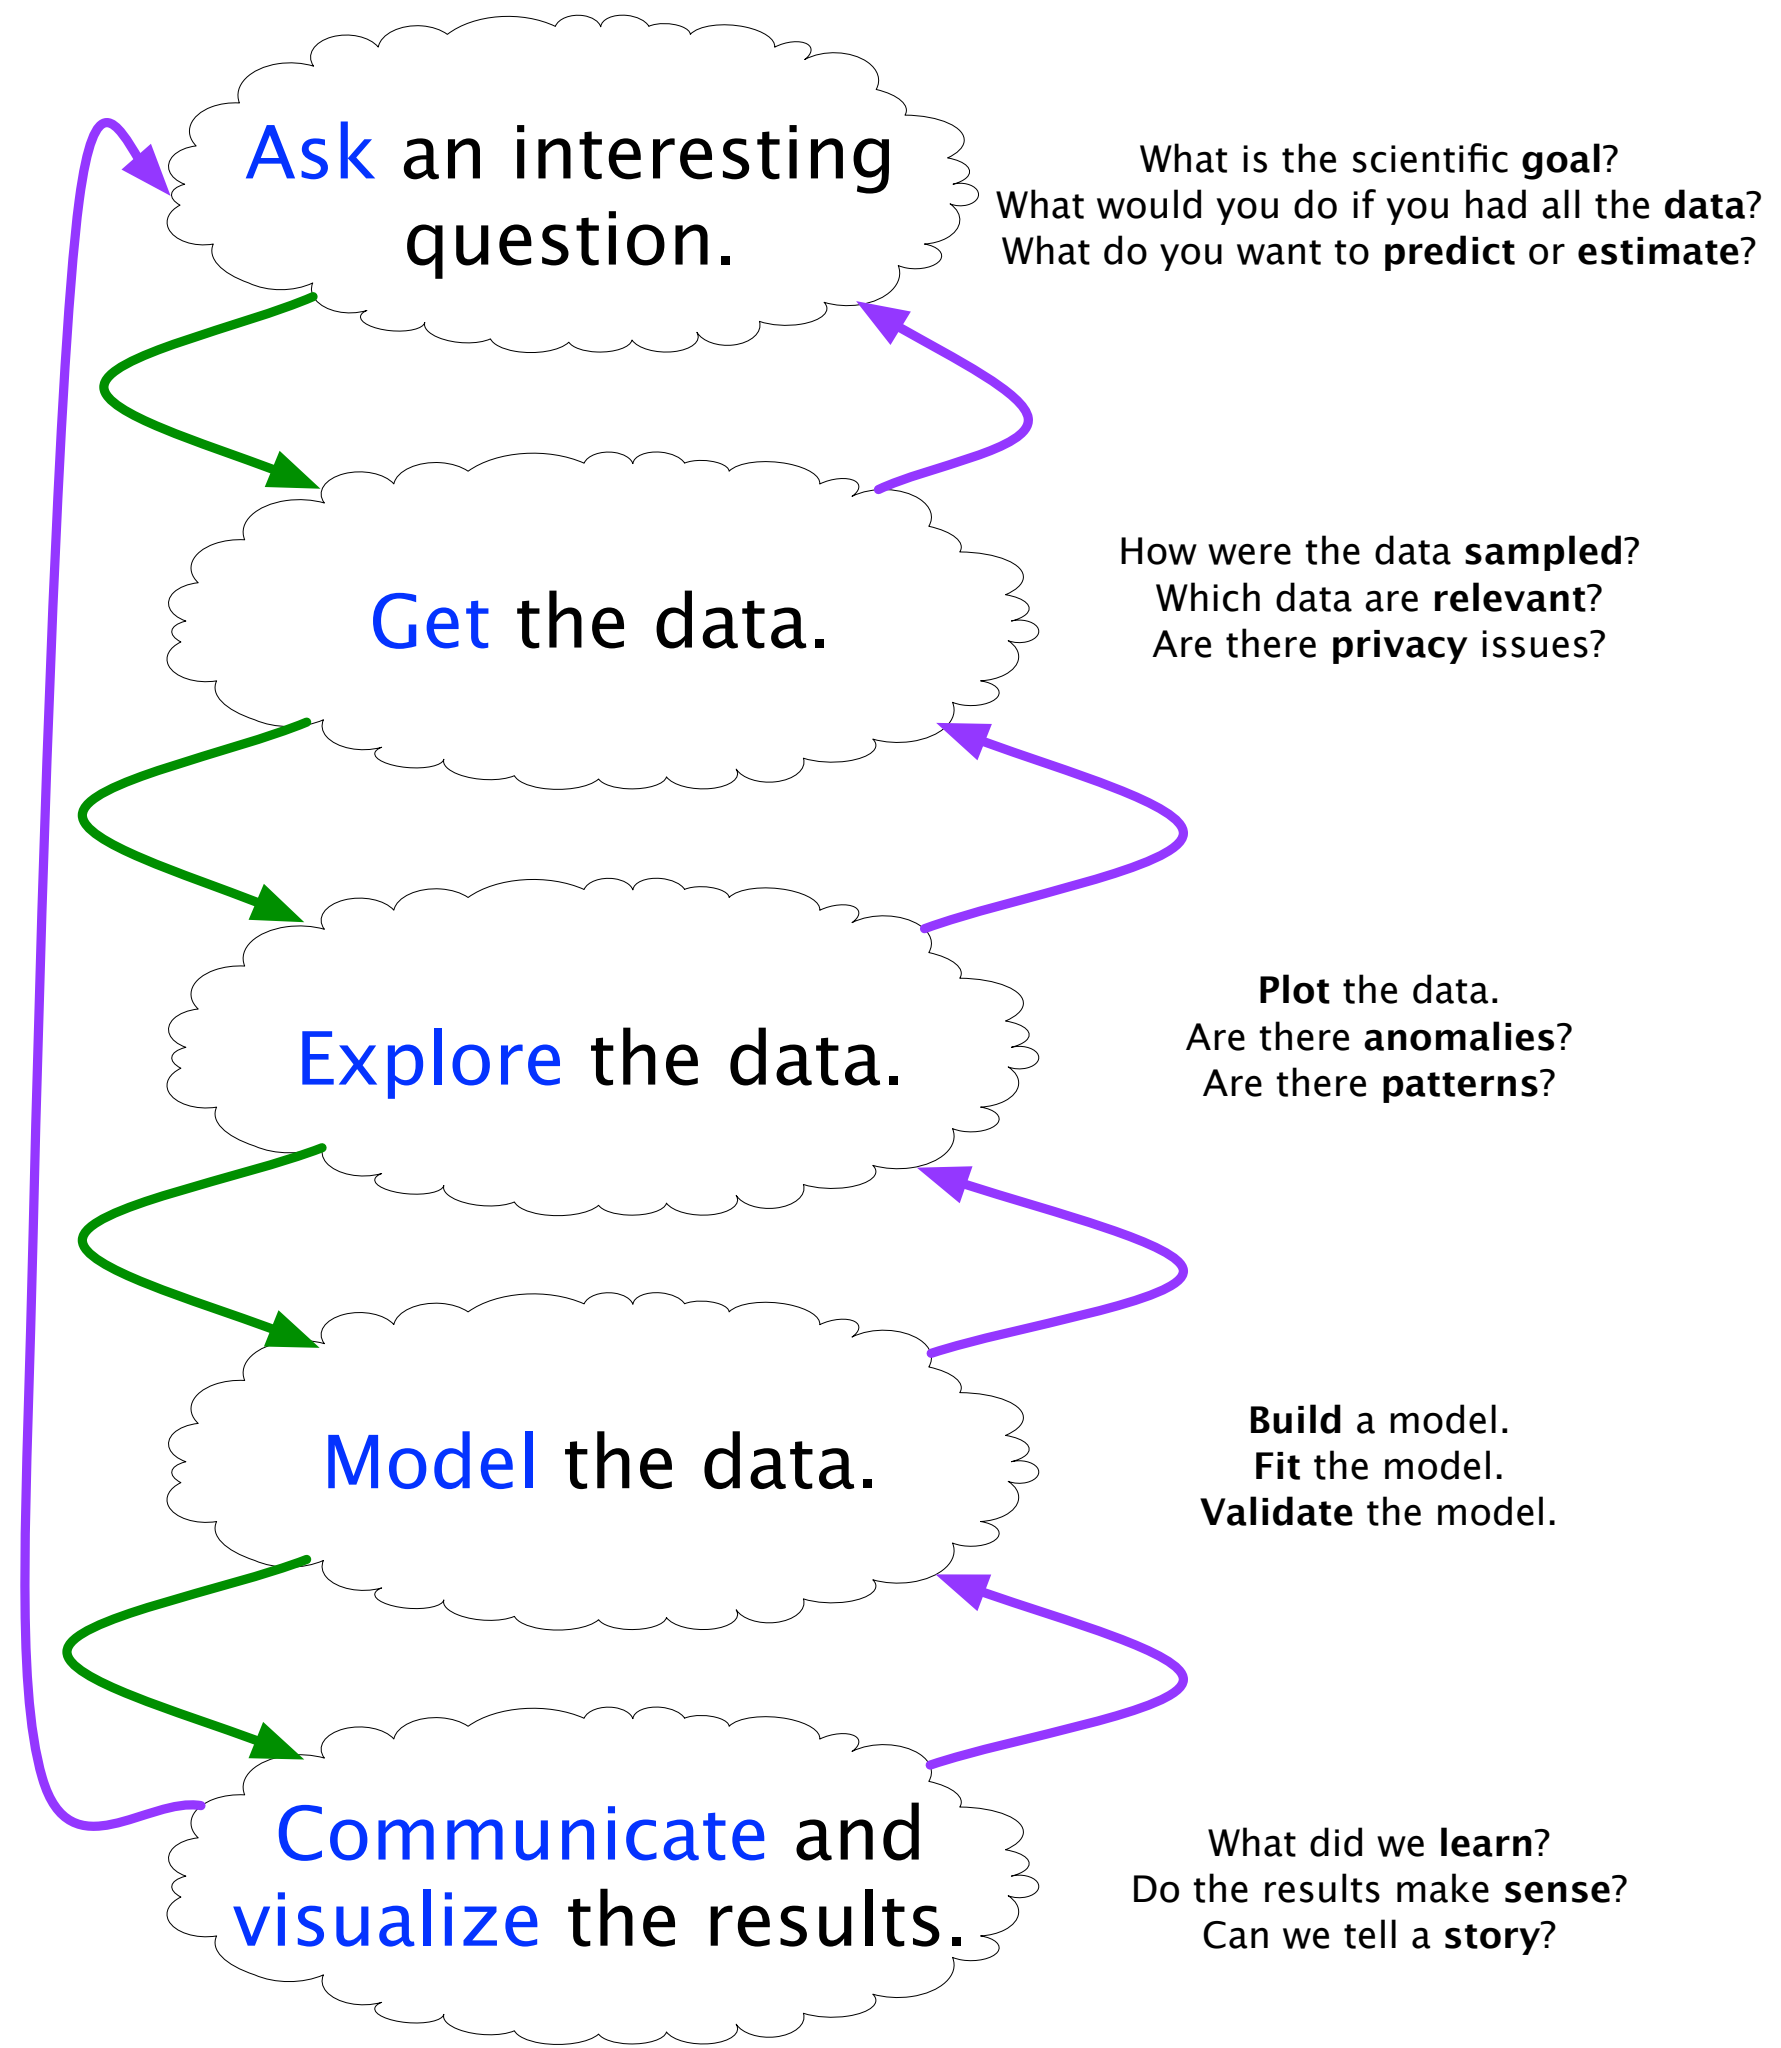 Ask an interesting
question.
What is the scientific goal?
What would you do if you had all the data?
What do you want to predict or estimate?
Get the data.
How were the data sampled?
Which data are relevant?
Are there privacy issues?
Explore the data.
Plot the data.
Are there anomalies?
Are there patterns?
Model the data.
Build a model.
Fit the model.
Validate the model.
Communicate and
visualize the results.
What did we learn?
Do the results make sense?
Can we tell a story?